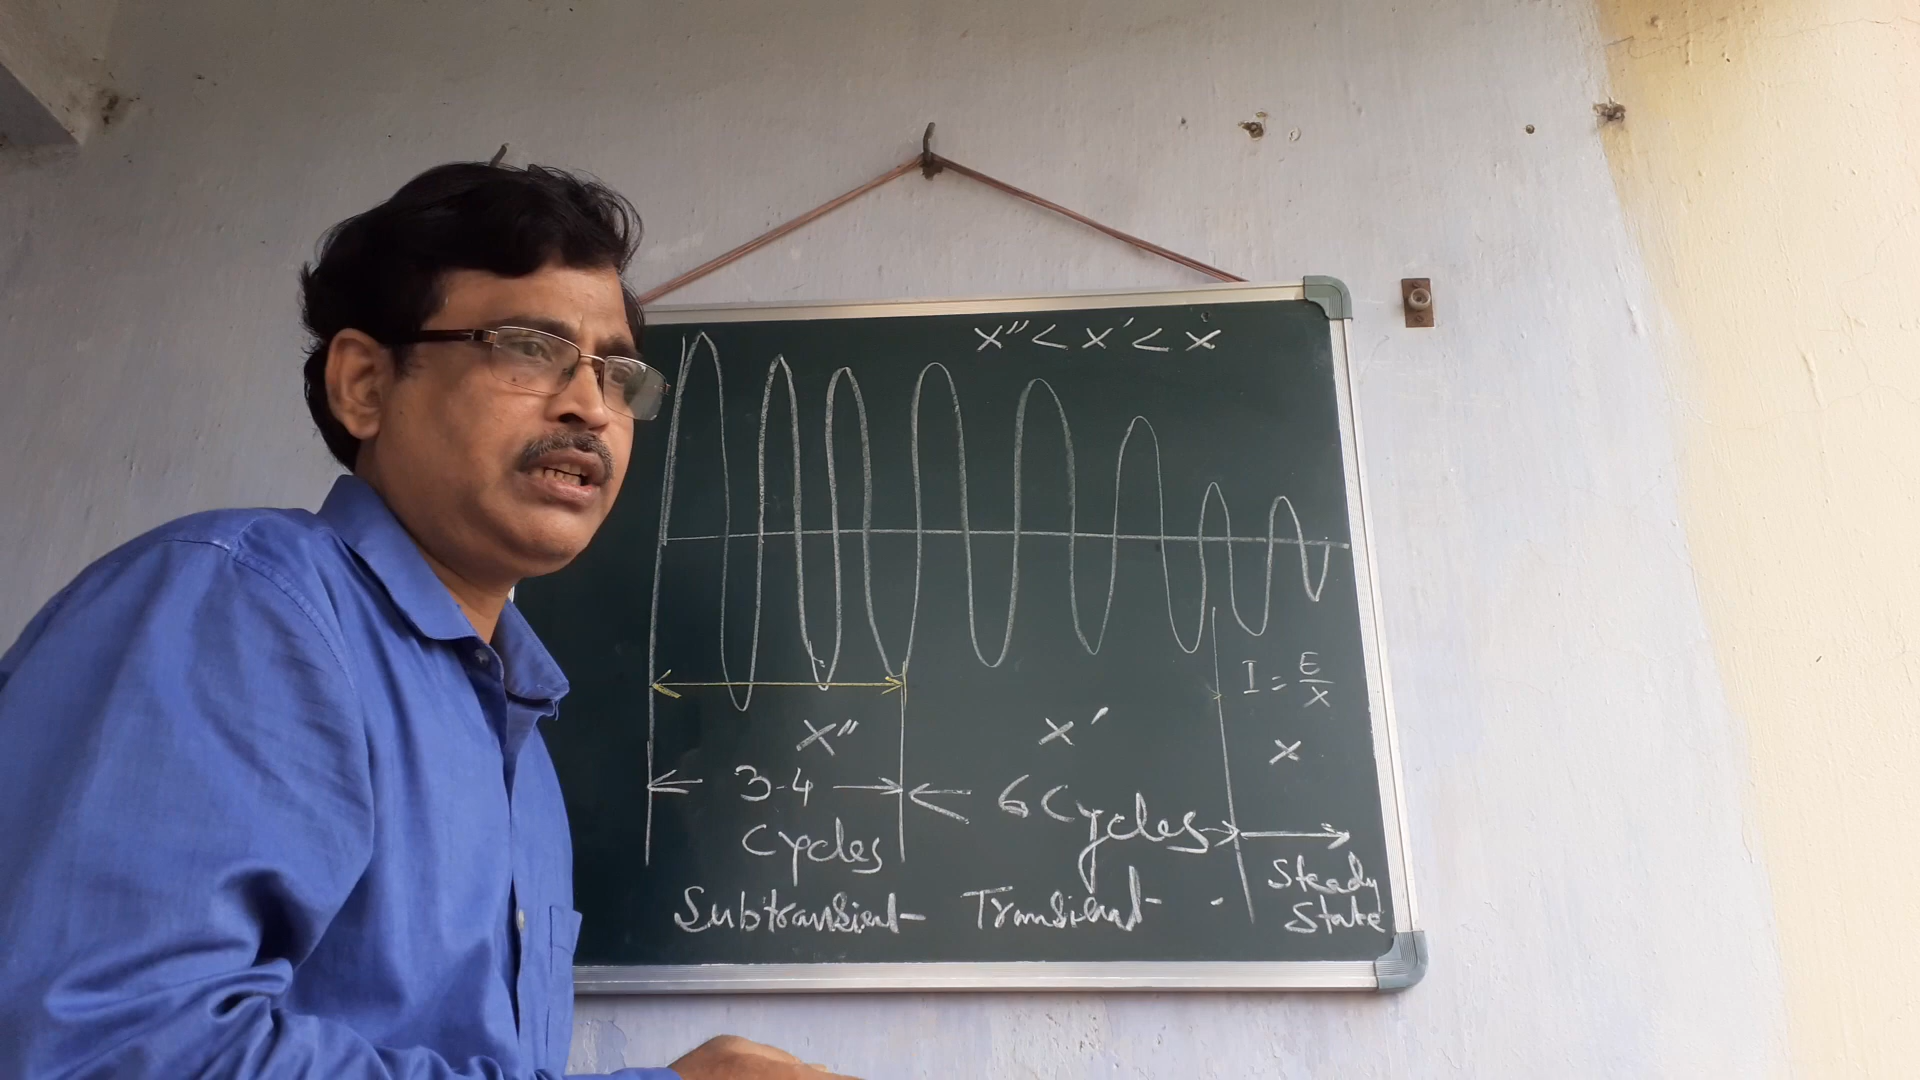 X″ < X′ < X
I = E/X
X″ X′ X
3-4 Cycles
6 Cycles
Subtransient
Transient
Steady State